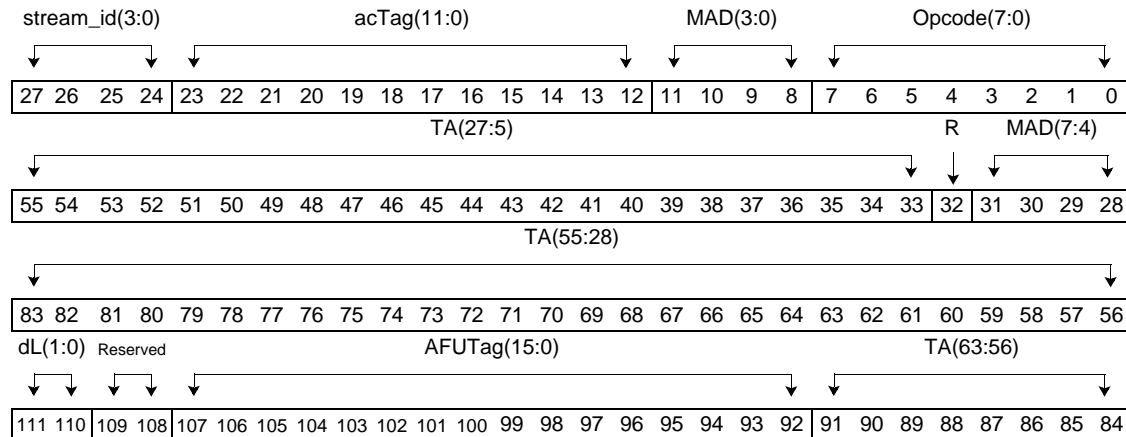 stream_id(3:0) acTag(11:0) MAD(3:0) Opcode(7:0)
27 26 25 24 23 22 21 20 19 18 17 16 15 14 13 12 11 10 9 8 7 6 5 4 3 2 1 0
TA(27:5) R MAD(7:4)
55 54 53 52 51 50 49 48 47 46 45 44 43 42 41 40 39 38 37 36 35 34 33 32 31 30 29 28
TA(55:28)
83 82 81 80 79 78 77 76 75 74 73 72 71 70 69 68 67 66 65 64 63 62 61 60 59 58 57 56
dL(1:0) Reserved AFUTag(15:0) TA(63:56)
111 110 109 108 107 106 105 104 103 102 101 100 99 98 97 96 95 94 93 92 91 90 89 88 87 86 85 84